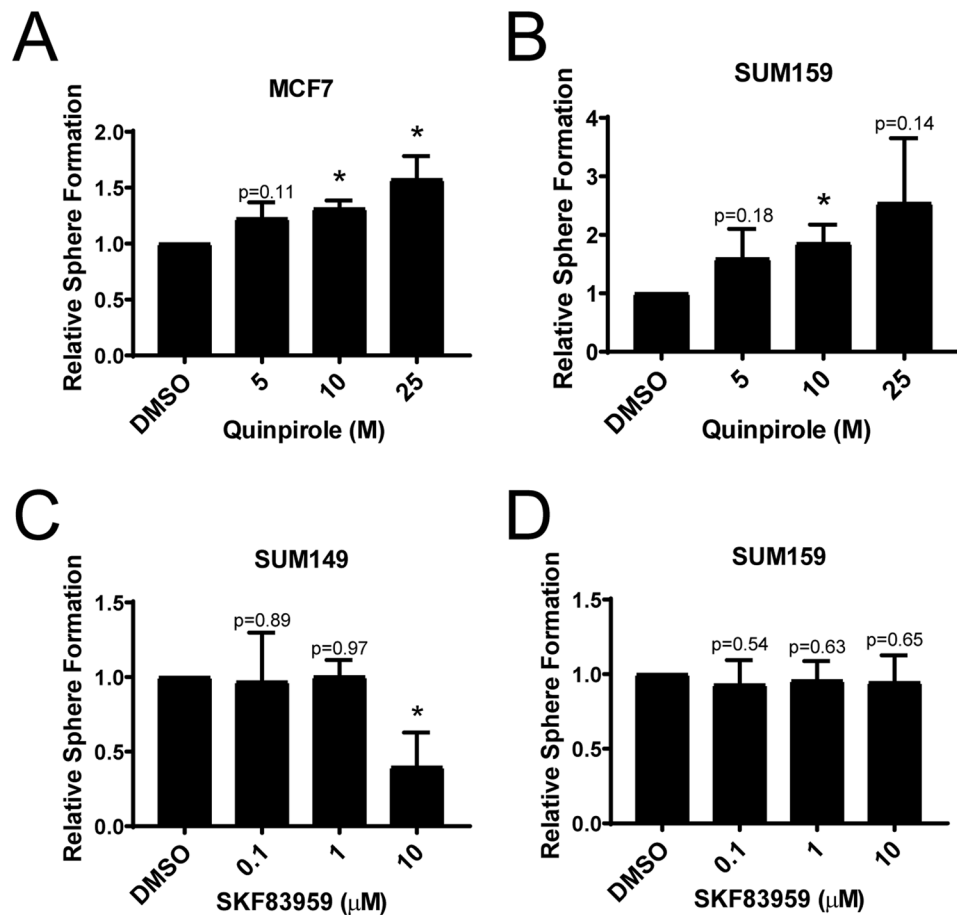 A
MCF7
Relative Sphere Formation
2.0
1.5
1.0
0.5
0.0
p=0.11
*
*
DMSO
5
10
25
Quinpirole (M)
B
SUM159
Relative Sphere Formation
4
3
2
1
0
p=0.18
*
p=0.14
DMSO
5
10
25
Quinpirole (M)
C
SUM149
Relative Sphere Formation
1.5
1.0
0.5
0.0
p=0.89
p=0.97
*
DMSO
0.1
1
10
SKF83959 (μM)
D
SUM159
Relative Sphere Formation
1.5
1.0
0.5
0.0
p=0.54
p=0.63
p=0.65
DMSO
0.1
1
10
SKF83959 (μM)